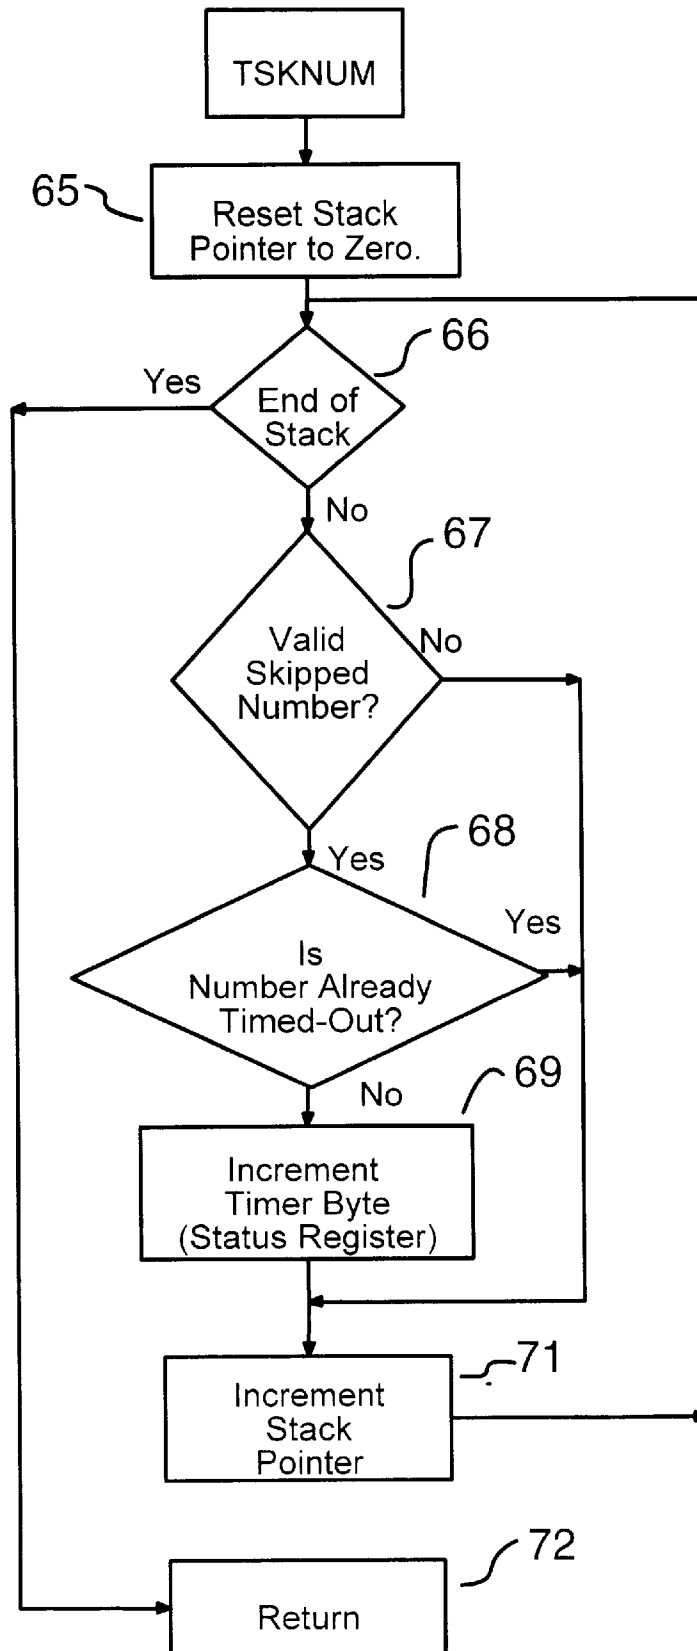 TSKNUM
65
Reset Stack
Pointer to Zero.
66
Yes
End of
Stack
No
67
Valid
Skipped
Number?
No
68
Yes
Yes
Is
Number Already
Timed-Out?
69
No
Increment
Timer Byte
(Status Register)
71
Increment
Stack
Pointer
72
Return